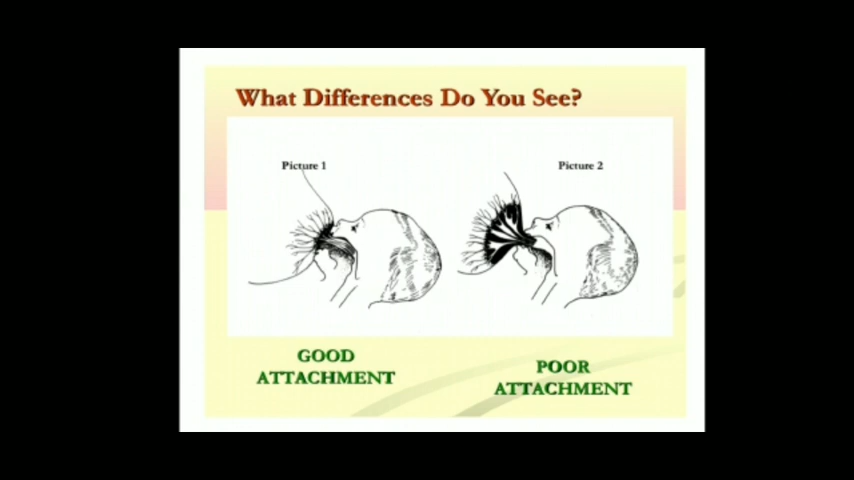 What Differences Do You See?
Picture 1
Picture 2
GOOD
ATTACHMENT
POOR
ATTACHMENT